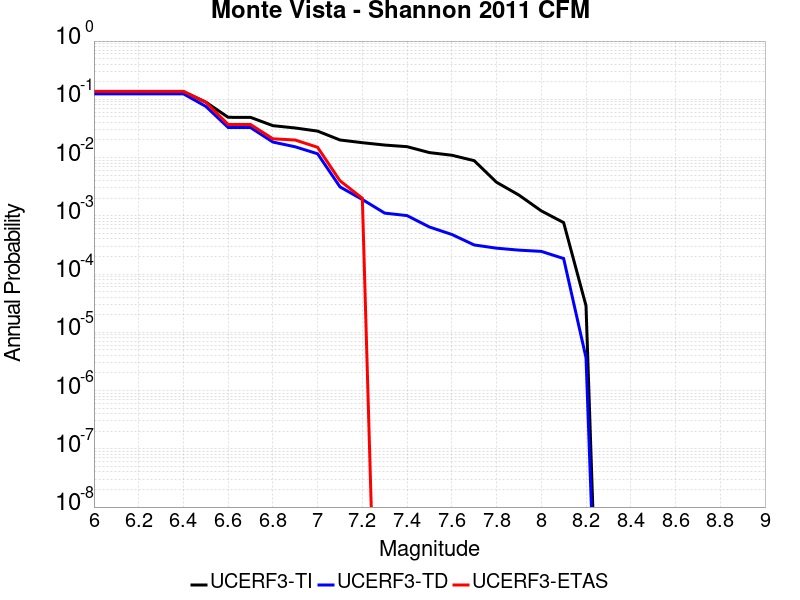 Monte Vista - Shannon 2011 CFM
Annual Probability
10^0
10^-1
10^-2
10^-3
10^-4
10^-5
10^-6
10^-7
10^-8
6 6.2 6.4 6.6 6.8 7 7.2 7.4 7.6 7.8 8 8.2 8.4 8.6 8.8 9
Magnitude
UCERF3-TI UCERF3-TD UCERF3-ETAS